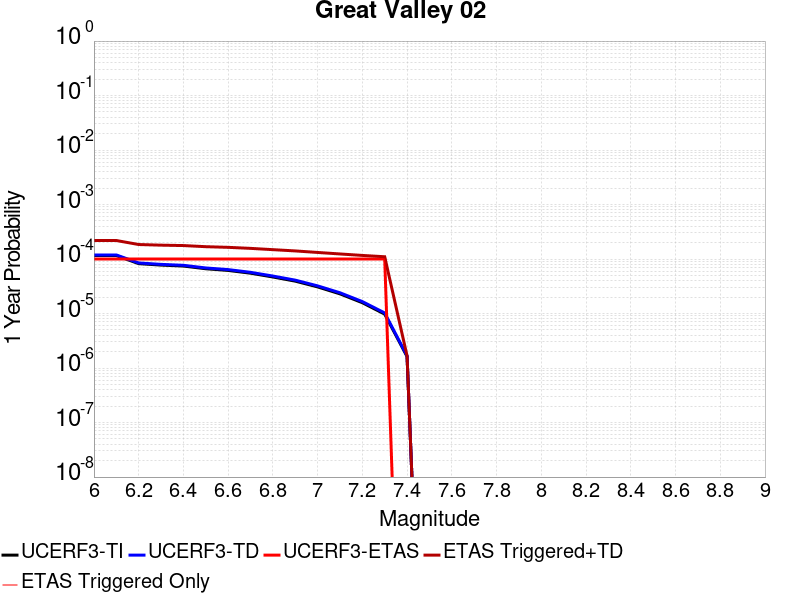 Great Valley 02
10^0
10^-1
10^-2
10^-3
10^-4
10^-5
10^-6
10^-7
10^-8
1 Year Probability
6 6.2 6.4 6.6 6.8 7 7.2 7.4 7.6 7.8 8 8.2 8.4 8.6 8.8 9
Magnitude
UCERF3-TI UCERF3-TD UCERF3-ETAS ETAS Triggered+TD
ETAS Triggered Only